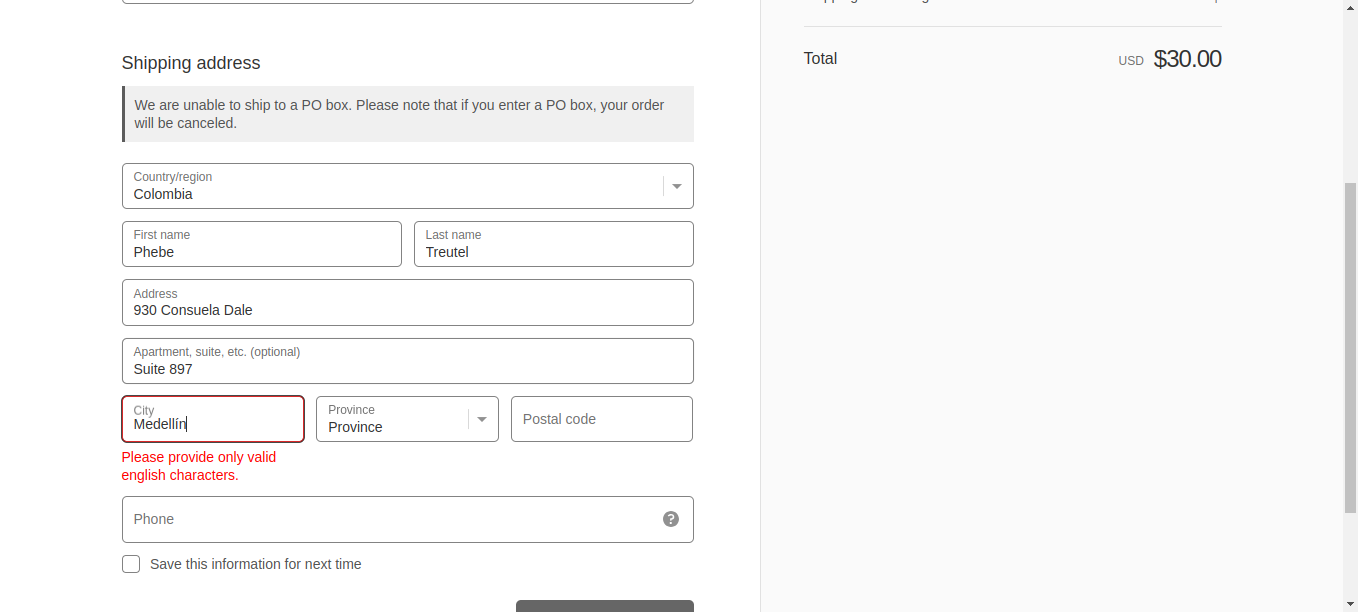 Shipping address
We are unable to ship to a PO box. Please note that if you enter a PO box, your order
will be canceled.
Country/region
Colombia
First name
Phebe
Last name
Treutel
Address
930 Consuela Dale
Apartment, suite, etc. (optional)
Suite 897
City
Medellín
Province
Province
Postal code
Please provide only valid
english characters.
Phone
?
Save this information for next time
Total
USD $30.00